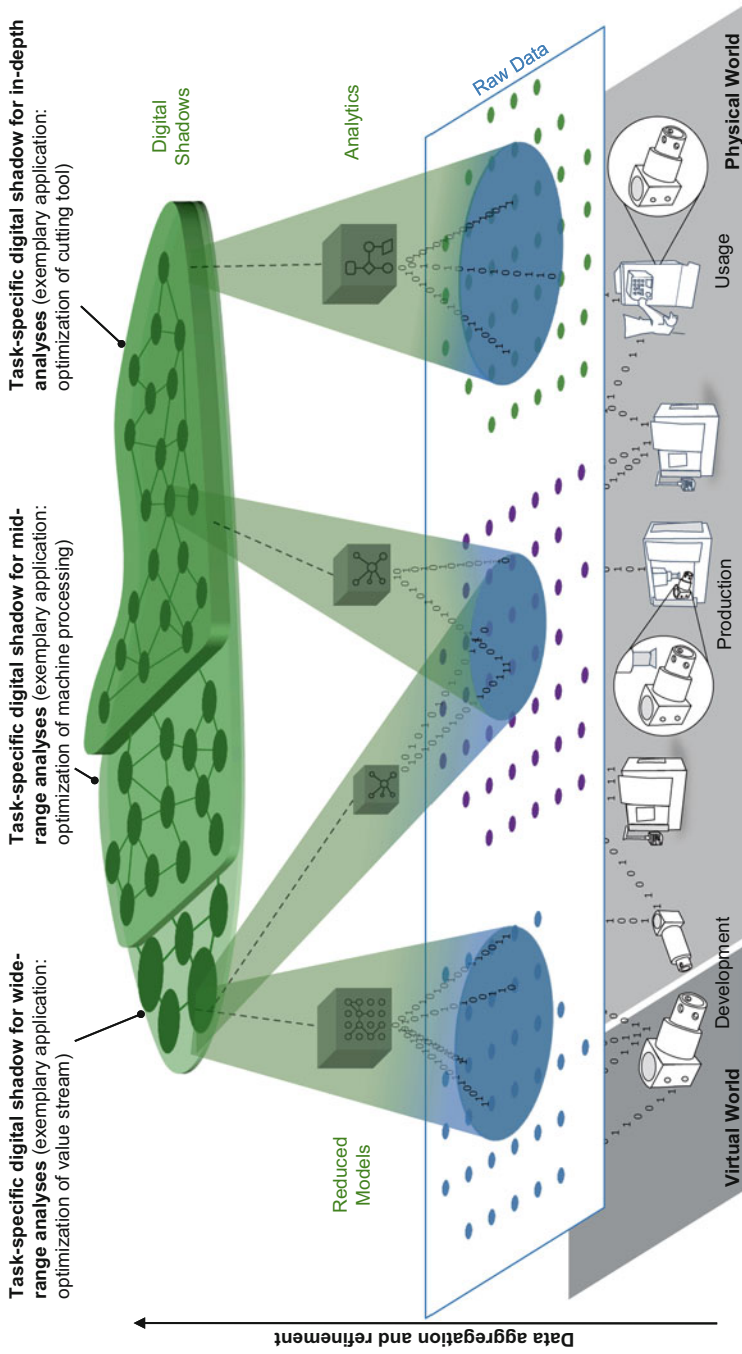 Task-specific digital shadow for wide-
range analyses (exemplary application:
optimization of value stream)
Task-specific digital shadow for mid-
range analyses (exemplary application:
optimization of machine processing)
Task-specific digital shadow for in-depth
analyses (exemplary application:
optimization of cutting tool)
Digital
Shadows
Reduced
Models
Analytics
Raw Data
Data aggregation and refinement
Development
Production
Usage
Virtual World
Physical World